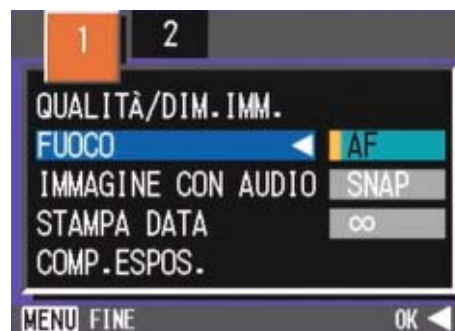 1 2
QUALITÀ/DIM.IMM.
FUOCO ◀ AF
IMMAGINE CON AUDIO SNAP
STAMPA DATA ∞
COMP.ESPOS.
MENU FINE OK ◀